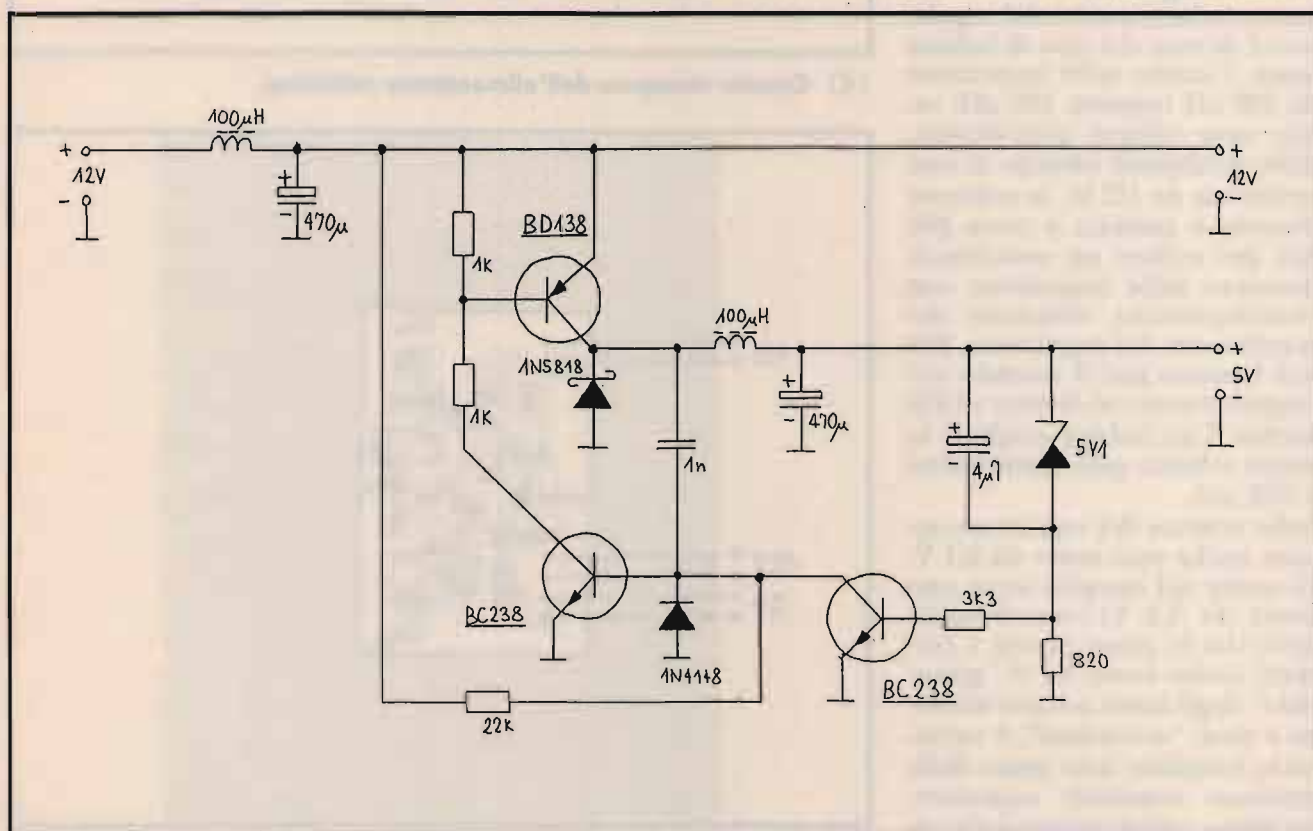 100µH
+
12V
-
+
-
470µ
1K
BD138
1K
1N5818
100µH
+
-
470µ
1n
+
-
4µ7
5V1
+
12V
-
+
5V
-
BC238
1N4148
22K
BC238
3K3
820